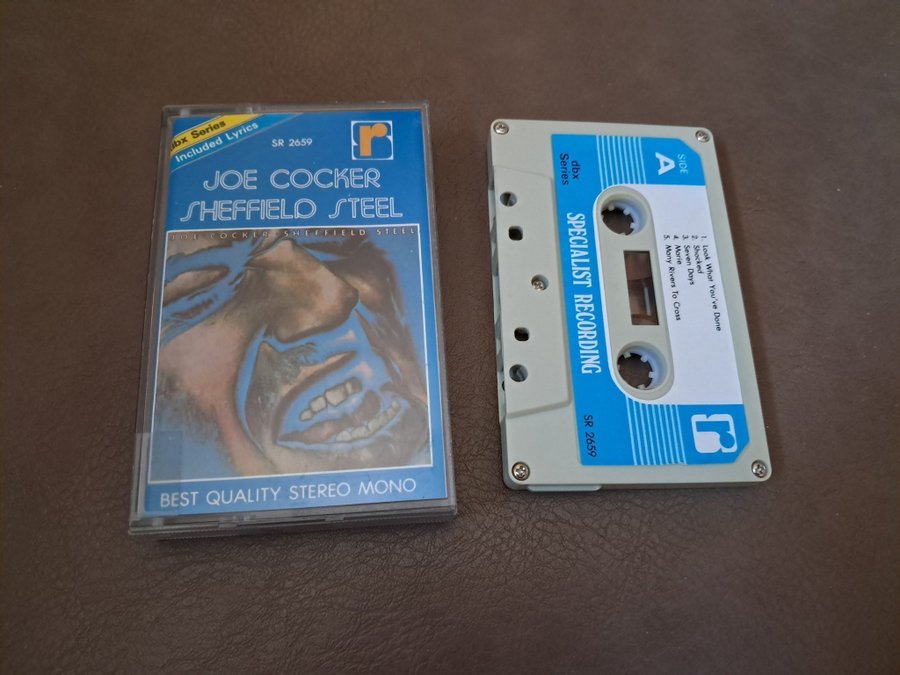 dbx Series
Included Lyrics
SR 2659
JOE COCKER
SHEFFIELD STEEL
JOE COCKER·SHEFFIELD STEEL
BEST QUALITY STEREO MONO
SIDE
A
1. Look What You've Done
2. Shocked
3. Seven Days
4. Marie
5. Many Rivers To Cross
dbx
Series
SPECIALIST RECORDING
SR 2659